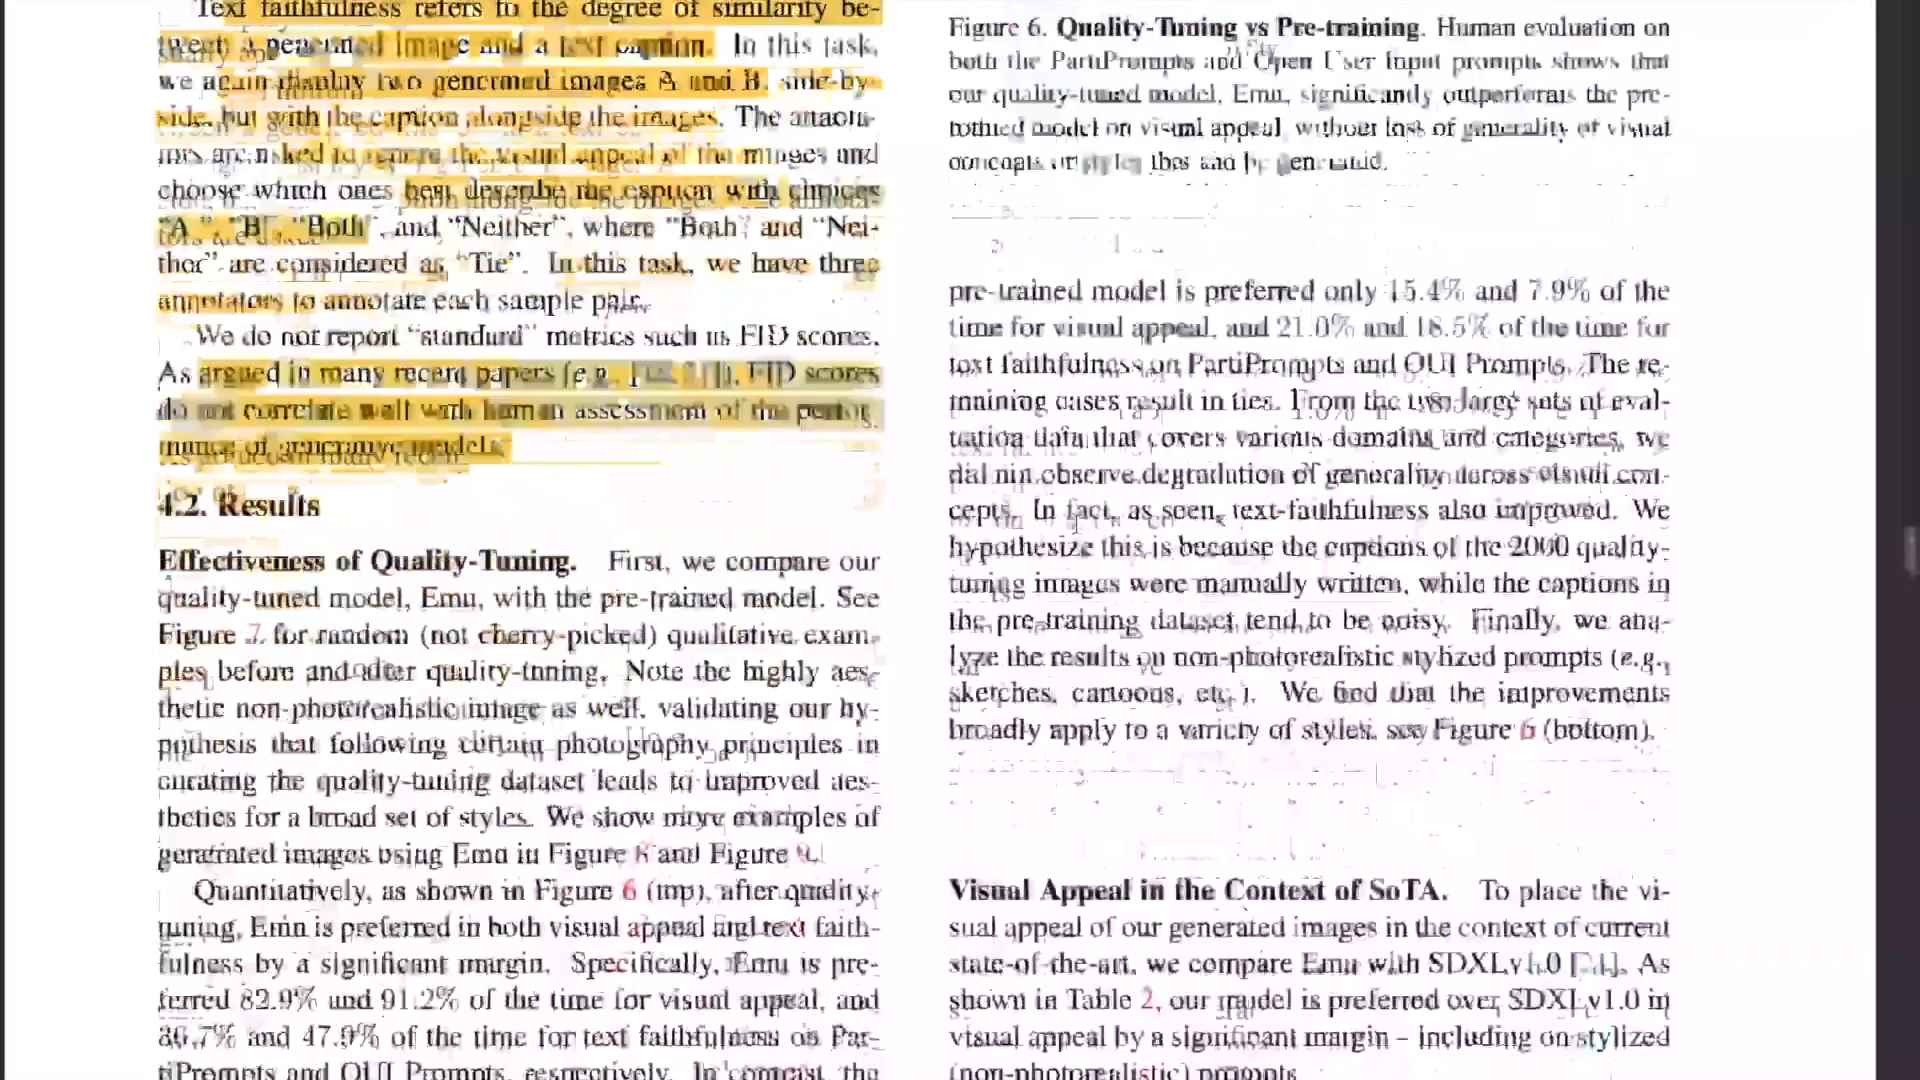 Text faithfulness refers to the degree of similarity be-
a generated image and a text caption. In this task,
we again display two generated images A and B, side-by-
side, but with the caption alongside the images. The annota-
the visual appeal of the images and
choose which ones best describe the caption with choices
"A", "B", "Both", and "Neither", where "Both" and "Nei-
ther" are considered as "Tie". In this task, we have three
annotators to annotate each sample pair.
We do not report "standard" metrics such as FID scores.
As argued in many recent papers (e.g., FID scores
do not correlate well with human assessment of the perfor-
mance of generative models.
4.2. Results
Effectiveness of Quality-Tuning. First, we compare our
quality-tuned model, Emu, with the pre-trained model. See
Figure 7 for random (not cherry-picked) qualitative exam-
ples before and after quality-tuning. Note the highly aes-
thetic non-photorealistic image as well, validating our hy-
pothesis that following certain photography principles in
curating the quality-tuning dataset leads to improved aes-
thetics for a broad set of styles. We show more examples of
generated images using Emu in Figure 8 and Figure
Quantitatively, as shown in Figure 6 (top), after quality-
tuning, Emu is preferred in both visual appeal and text faith-
fulness by a significant margin. Specifically, Emu is pre-
ferred 82.9% and 91.2% of the time for visual appeal, and
36.7% and 47.9% of the time for text faithfulness on Par-
tiPrompts and OUI Prompts, respectively. In contrast, the
Figure 6. Quality-Tuning vs Pre-training. Human evaluation on
both the PartiPrompts and Open User Input prompts shows that
our quality-tuned model, Emu, significantly outperforms the pre-
trained model on visual appeal, without loss of generality of visual
concepts or styles that can be generated.
pre-trained model is preferred only 15.4% and 7.9% of the
time for visual appeal, and 21.0% and 18.5% of the time for
text faithfulness on PartiPrompts and OUI Prompts. The re-
maining cases result in ties. From the two large sets of eval-
uation data that covers various domains and categories, we
did not observe degradation of generality across visual con-
cepts. In fact, as seen, text-faithfulness also improved. We
hypothesize this is because the captions of the 2000 quality-
tuning images were manually written, while the captions in
the pre-training dataset tend to be noisy. Finally, we ana-
lyze the results on non-photorealistic stylized prompts (e.g.,
sketches, cartoons, etc.). We find that the improvements
broadly apply to a variety of styles, see Figure 6 (bottom).
Visual Appeal in the Context of SoTA. To place the vi-
sual appeal of our generated images in the context of current
state-of-the-art, we compare Emu with SDXLv1.0 As
shown in Table 2, our model is preferred over SDXLv1.0 in
visual appeal by a significant margin – including on stylized
(non-photorealistic) prompts.